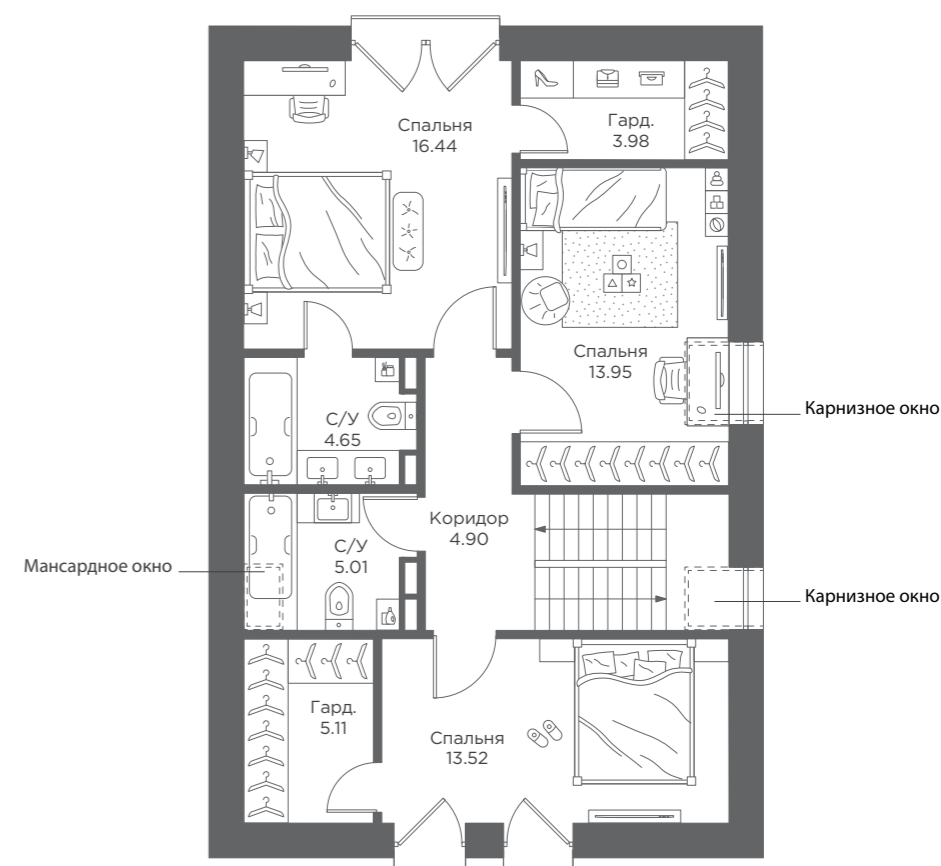 Спальня
16.44
Гард.
3.98
Спальня
13.95
Карнизное окно
С/У
4.65
Коридор
4.90
С/У
5.01
Мансардное окно
Карнизное окно
Гард.
5.11
Спальня
13.52